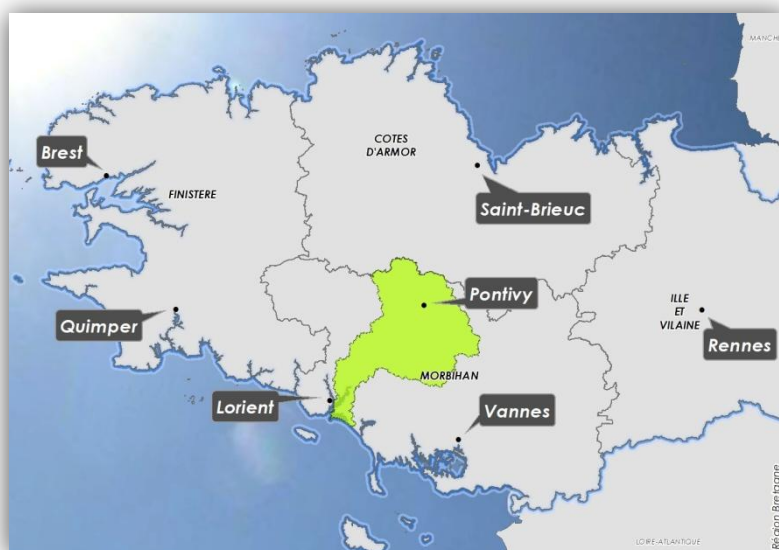 MANCHE
COTES
D'ARMOR
Brest
FINISTERE
Saint-Brieuc
Pontivy
ILLE
ET
VILAINE
Quimper
Rennes
MORBIHAN
Lorient
Vannes
Région Bretagne
LOIRE-ATLANTIQUE